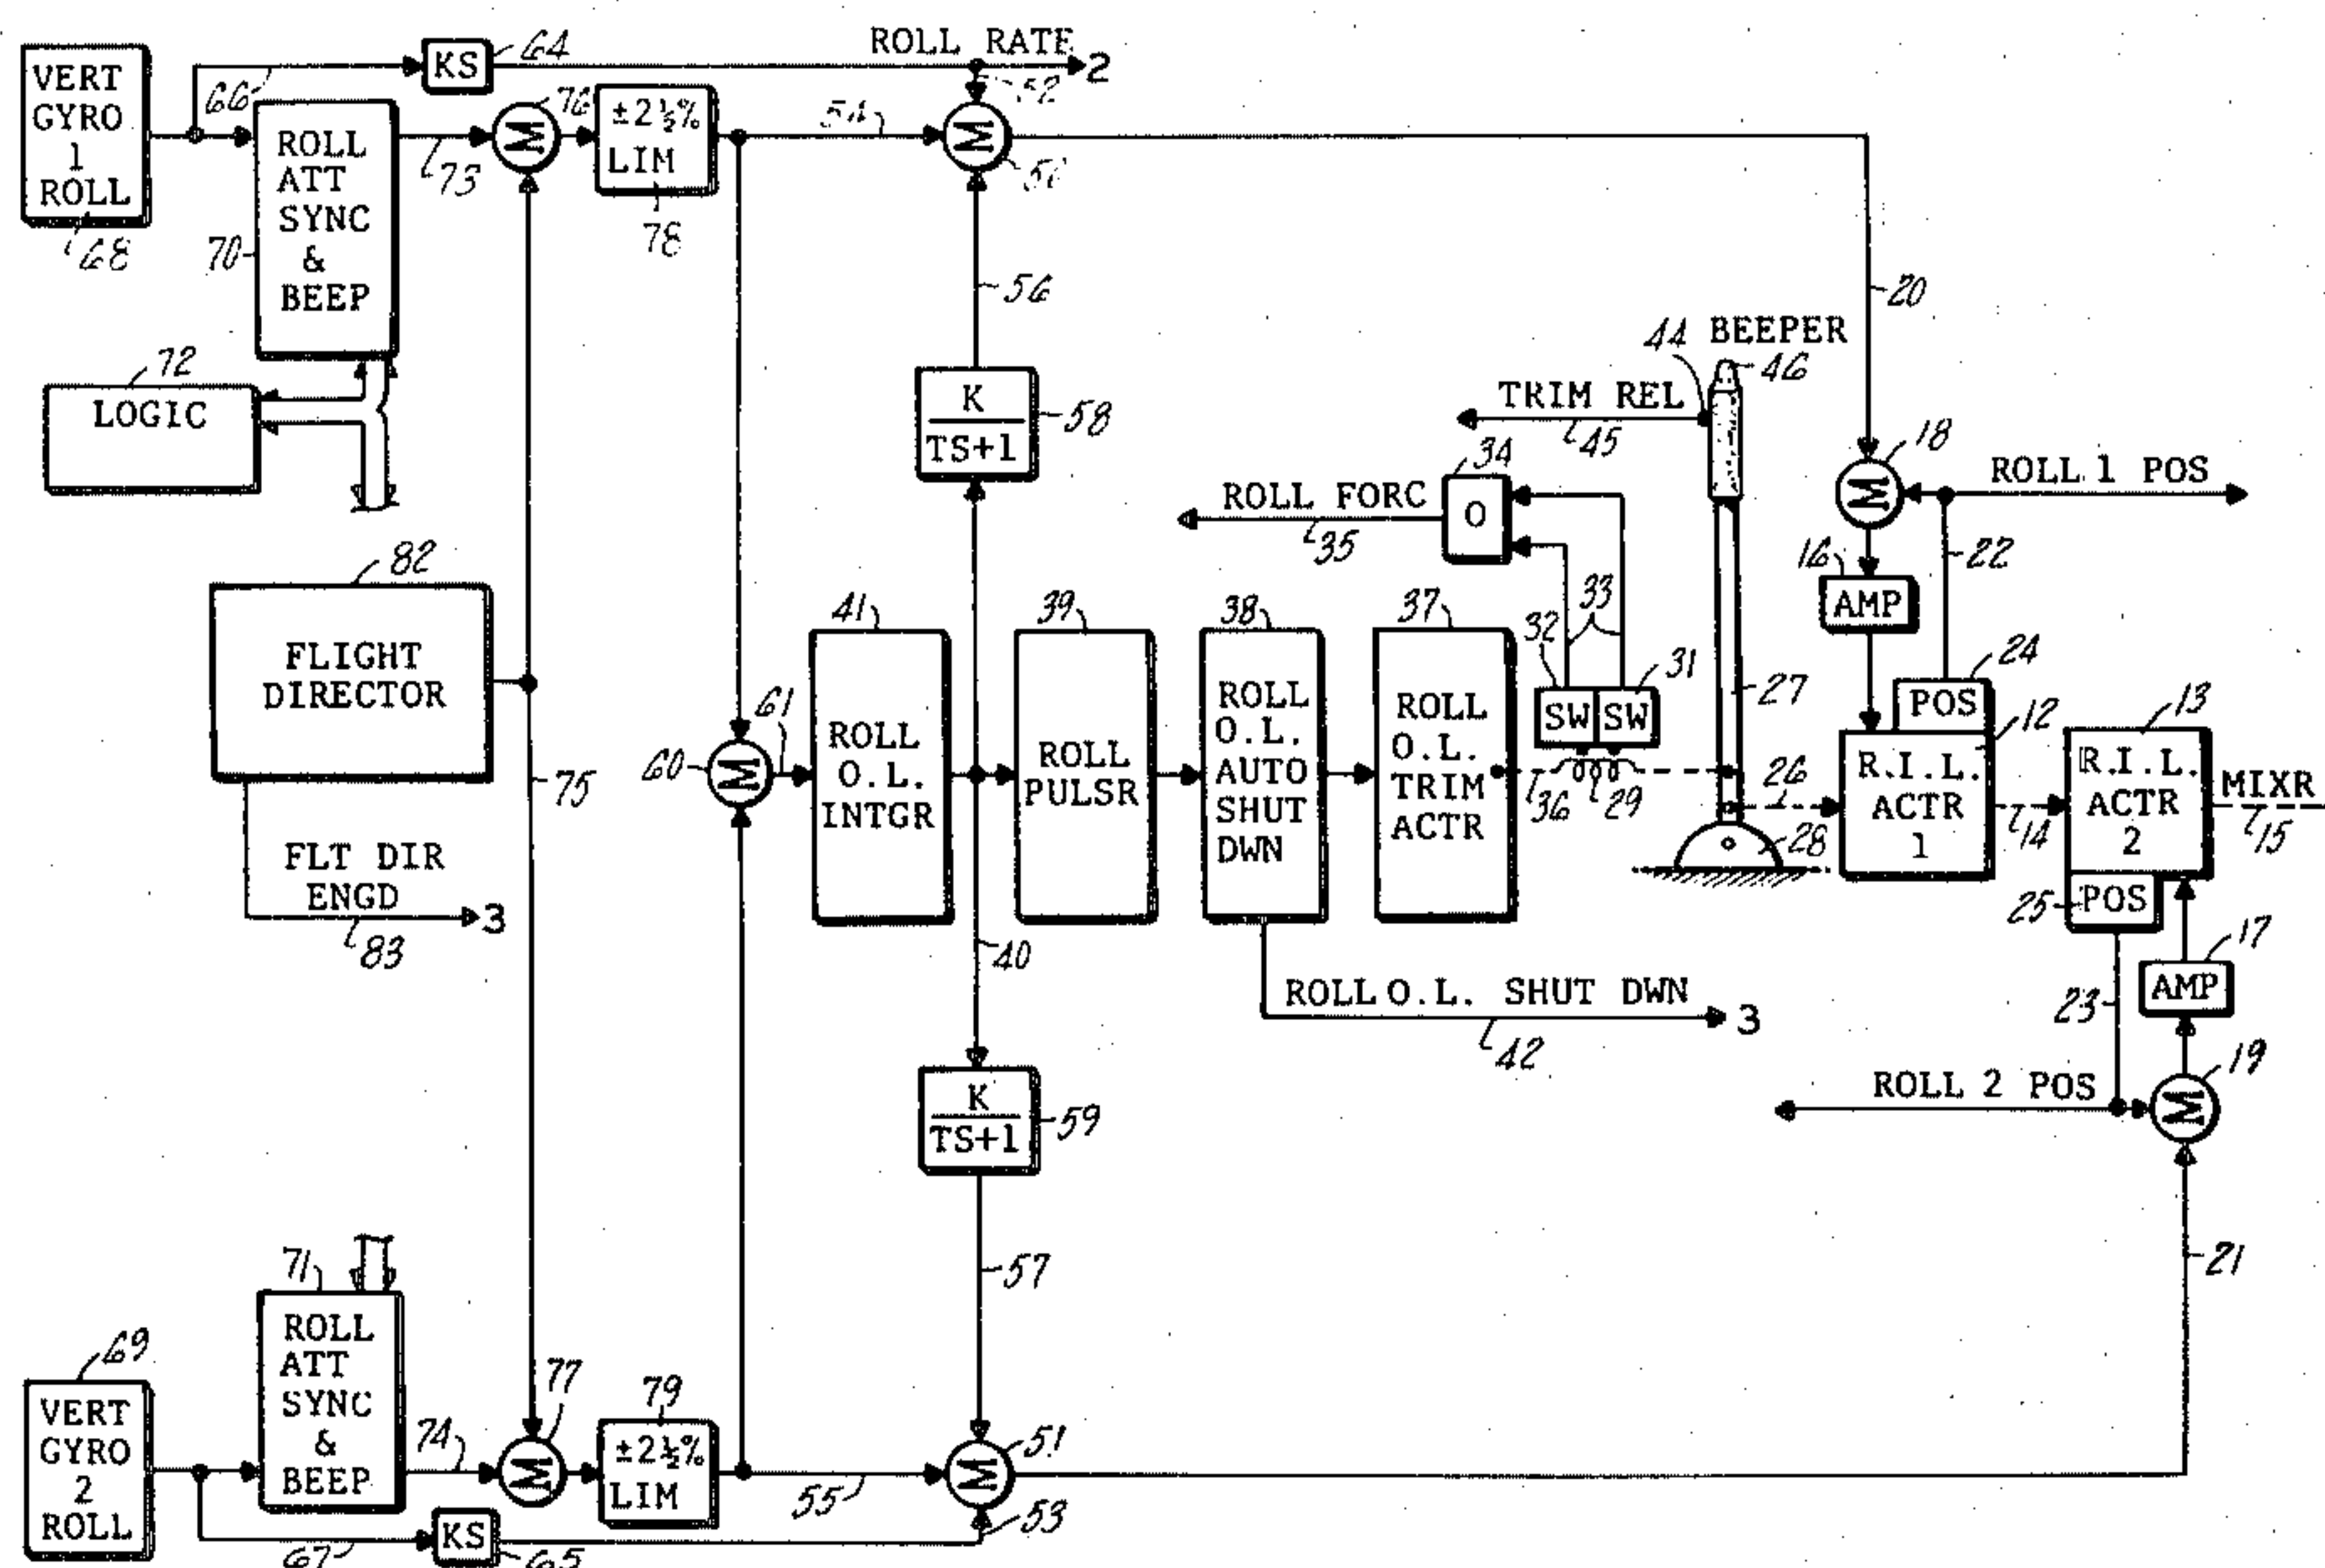 VERT
GYRO
1
ROLL
68
66
KS
64
ROLL RATE
2
52
ROLL
ATT
SYNC
&
BEEP
70
73
76
±2½%
LIM
78
54
M
56
K
TS+1
58
20
LOGIC
72
FLIGHT
DIRECTOR
82
FLT DIR
ENGD
3
83
75
60
M
61
ROLL
O.L.
INTGR
41
40
ROLL
PULSR
39
ROLL
O.L.
AUTO
SHUT
DWN
38
ROLL O.L. SHUT DWN
3
42
ROLL
O.L.
TRIM
ACTR
37
36
29
SW
SW
32
31
33
O
34
ROLL FORC
35
TRIM REL
45
44
BEEPER
46
27
28
26
18
M
ROLL 1 POS
22
16
AMP
POS
24
R.I.L.
ACTR
1
12
14
R.I.L.
ACTR
2
13
MIXR
15
POS
25
23
AMP
17
19
M
ROLL 2 POS
21
K
TS+1
59
57
VERT
GYRO
2
ROLL
69
67
KS
65
ROLL
ATT
SYNC
&
BEEP
71
74
M
77
±2½%
LIM
79
55
M
51
53